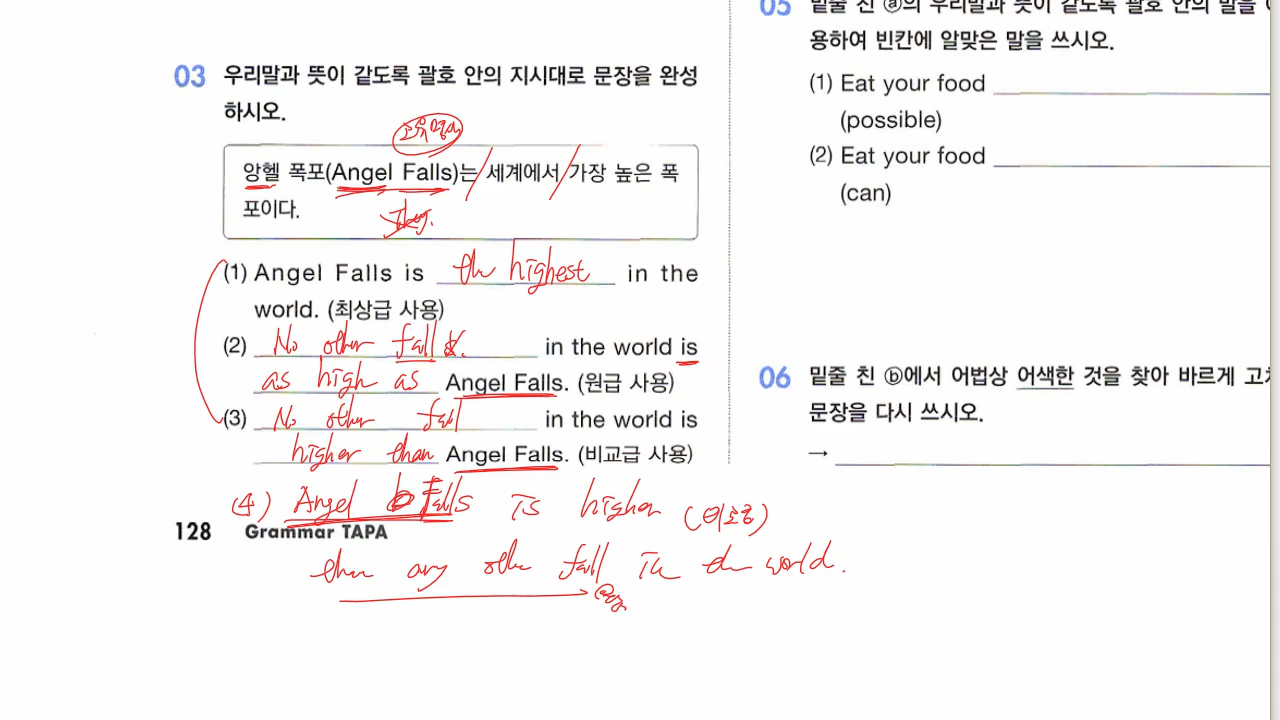 03 우리말과 뜻이 같도록 괄호 안의 지시대로 문장을 완성
하시오.
고유명사
앙헬 폭포(Angel Falls)는 / 세계에서 / 가장 높은 폭
포이다.
(1) Angel Falls is the highest in the
world. (최상급 사용)
(2) No other fall in the world is
as high as Angel Falls. (원급 사용)
(3) No other fall in the world is
higher than Angel Falls. (비교급 사용)
(4) Angel Falls is higher
than any other fall in the world.
128 Grammar TAPA
05 밑줄 친 ⓐ의 우리말과 뜻이 같도록 괄호 안의 말을
용하여 빈칸에 알맞은 말을 쓰시오.
(1) Eat your food
(possible)
(2) Eat your food
(can)
06 밑줄 친 ⓑ에서 어법상 어색한 것을 찾아 바르게
문장을 다시 쓰시오.
→